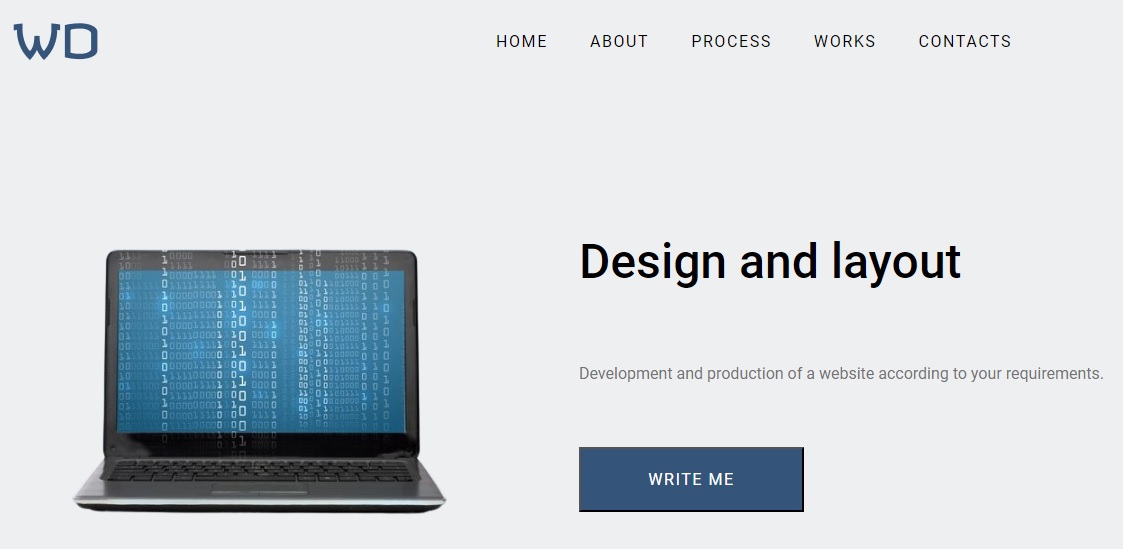 WD
HOME ABOUT PROCESS WORKS CONTACTS
Design and layout
Development and production of a website according to your requirements.
WRITE ME